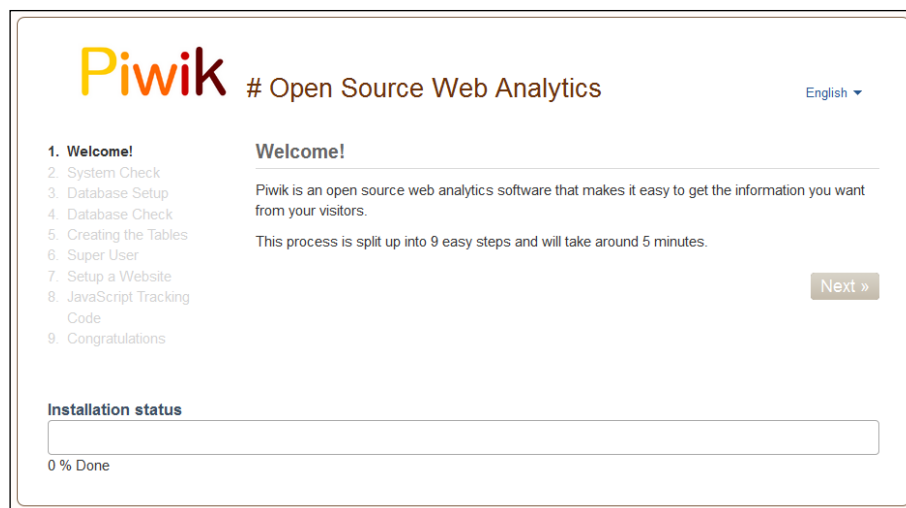 Piwik # Open Source Web Analytics
English
1. Welcome!
2. System Check
3. Database Setup
4. Database Check
5. Creating the Tables
6. Super User
7. Setup a Website
8. JavaScript Tracking
Code
9. Congratulations
Welcome!
Piwik is an open source web analytics software that makes it easy to get the information you want
from your visitors.
This process is split up into 9 easy steps and will take around 5 minutes.
Next »
Installation status
0 % Done